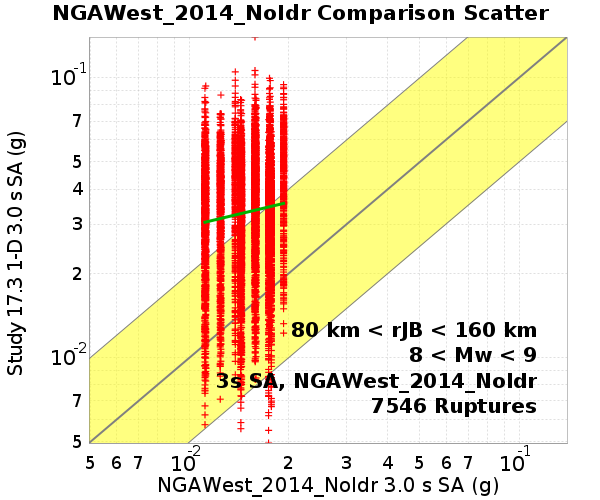 NGAWest_2014_NoIdr Comparison Scatter
Study 17.3 1-D 3.0 s SA (g)
10-1
7
5
4
3
2
10-2
7
5
80 km < rJB < 160 km
8 < Mw < 9
3s SA, NGAWest_2014_NoIdr
7546 Ruptures
5 6 7 10-2 2 3 4 5 6 7 10-1
NGAWest_2014_NoIdr 3.0 s SA (g)